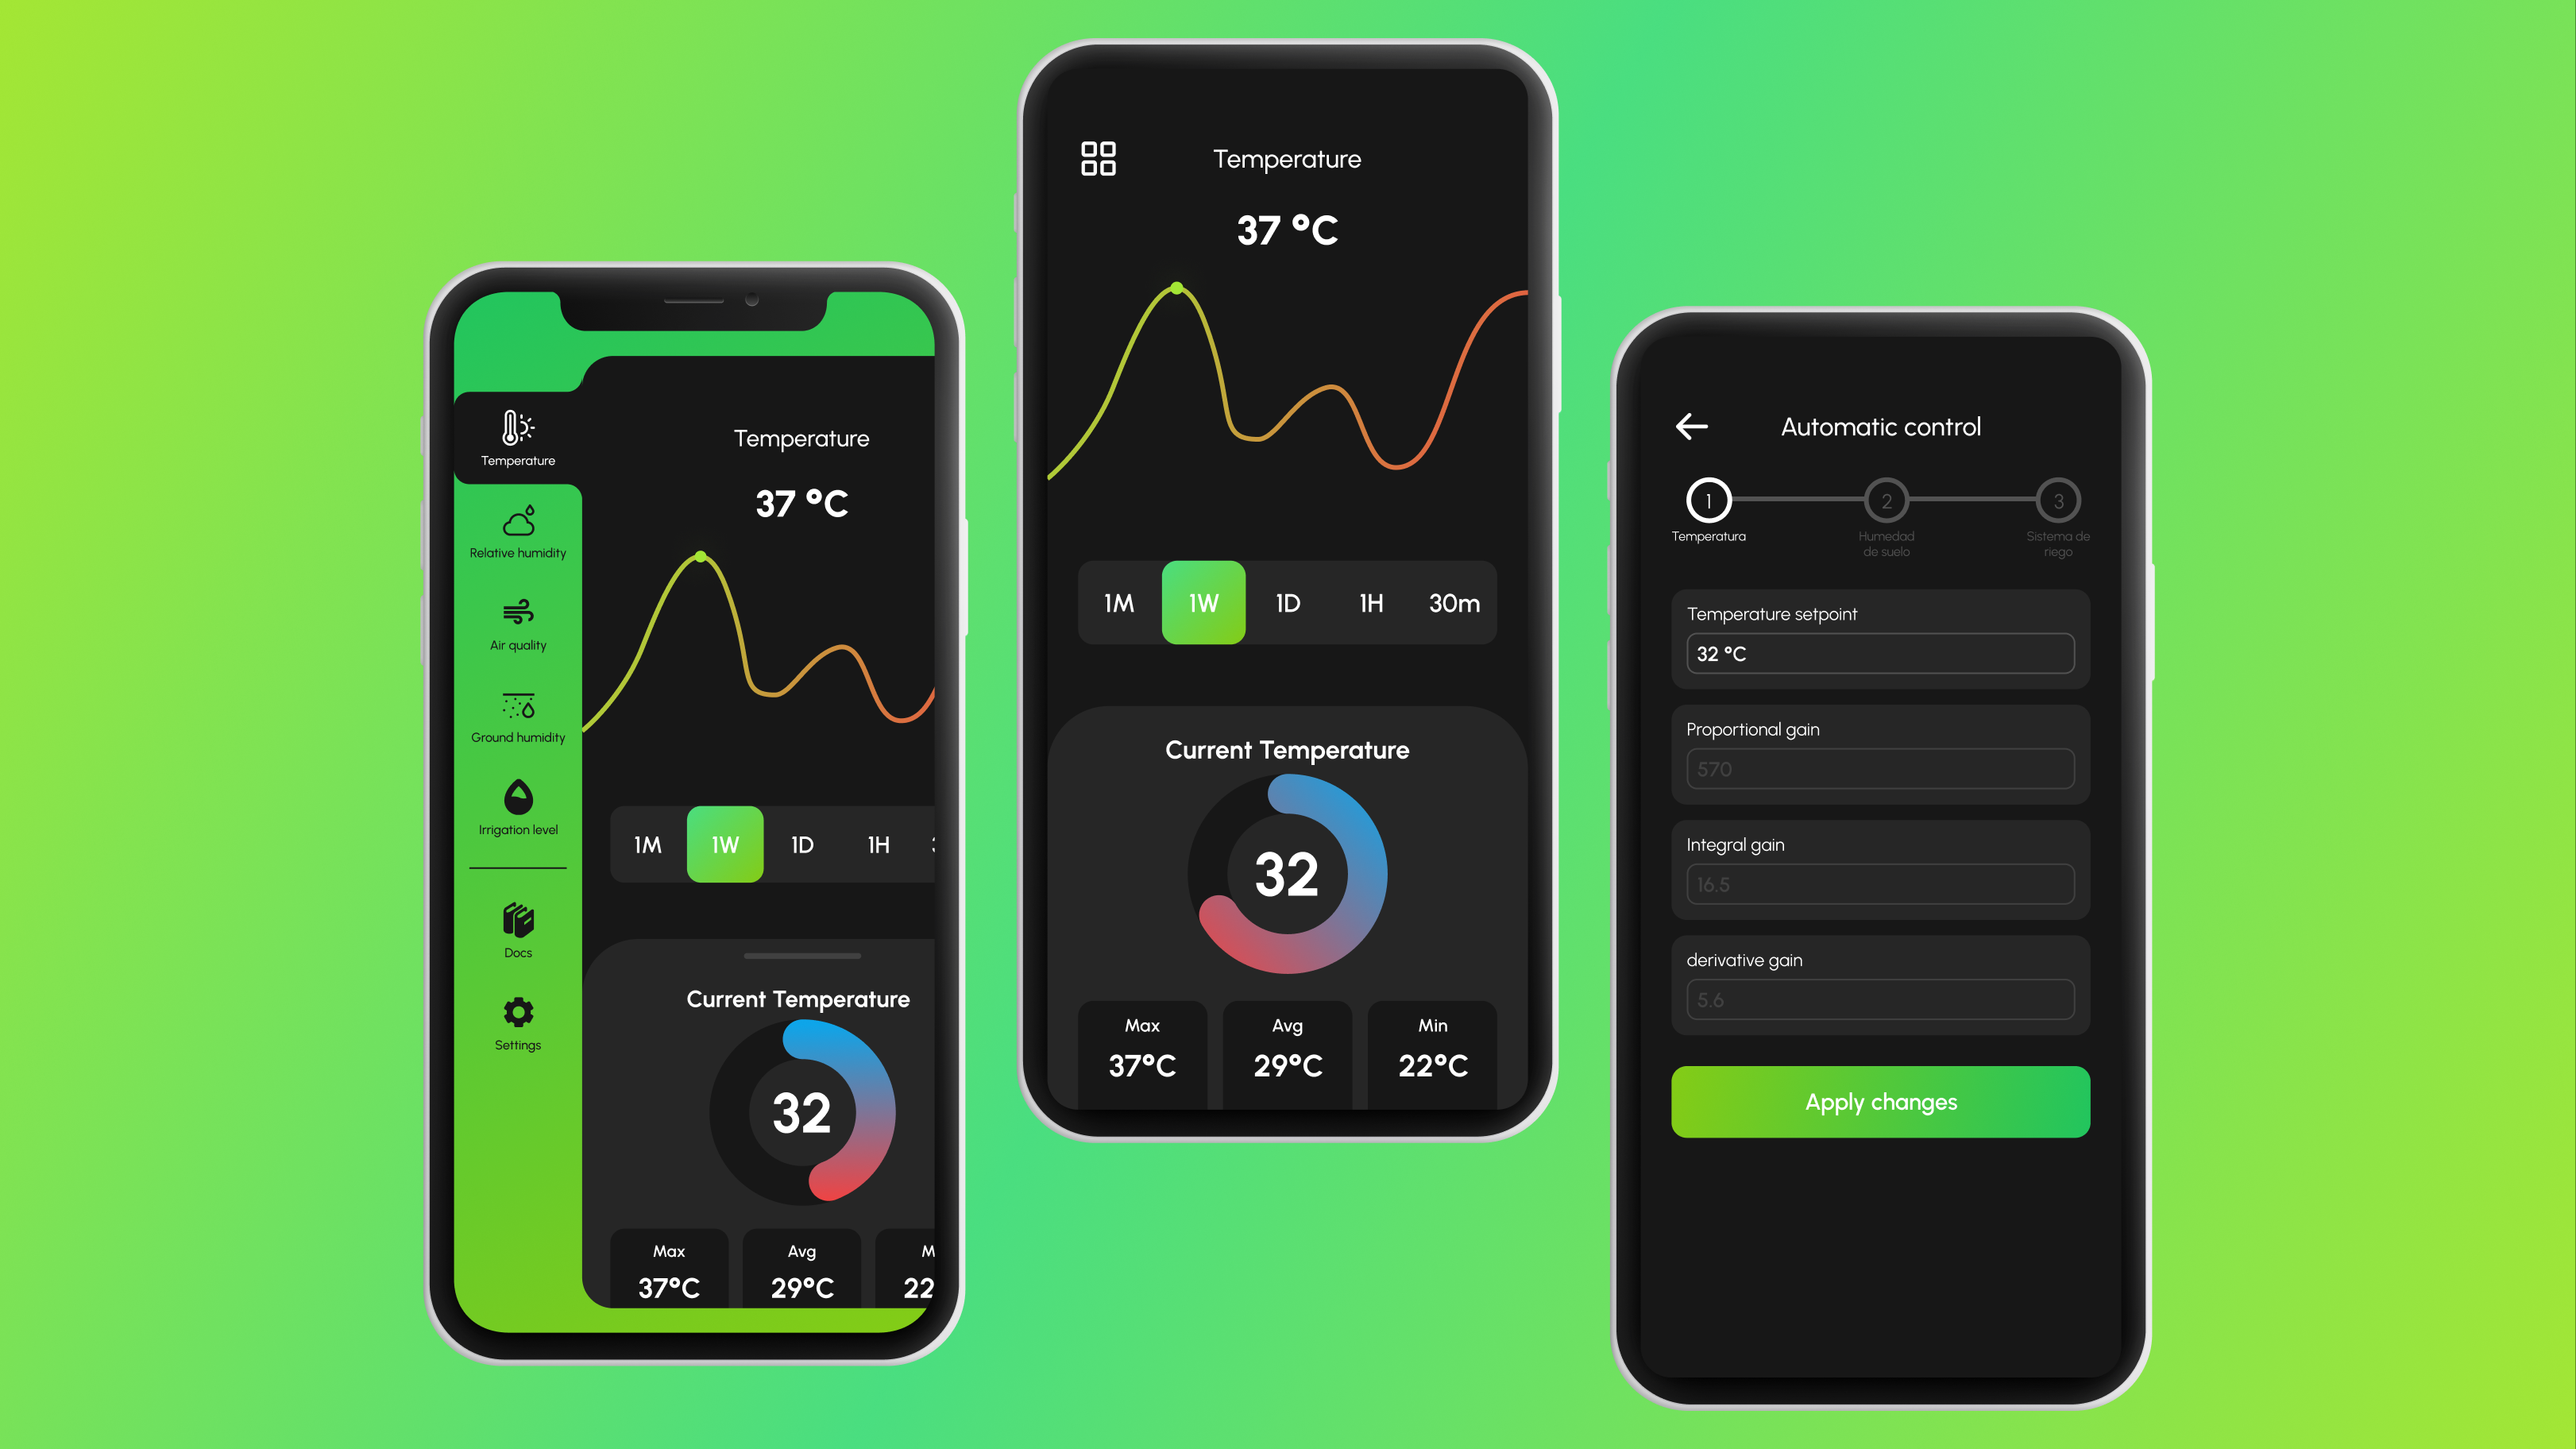 Temperature
Relative humidity
Air quality
Ground humidity
Irrigation level
Docs
Settings
Temperature
37 °C
1M 1W 1D 1H
Current Temperature
32
Max Avg M
37°C 29°C 22
Temperature
37 °C
1M 1W 1D 1H 30m
Current Temperature
32
Max Avg Min
37°C 29°C 22°C
Automatic control
1 2 3
Temperatura
Humedad
de suelo
Sistema de
riego
Temperature setpoint
32 °C
Proportional gain
570
Integral gain
16.5
derivative gain
5.6
Apply changes